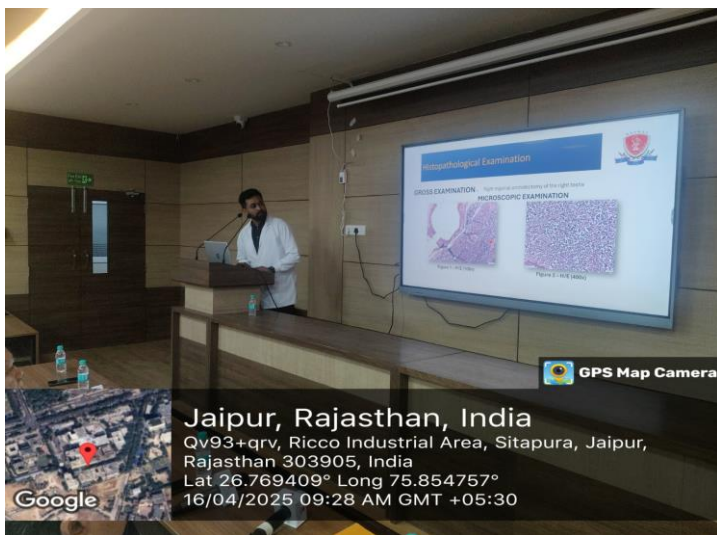 Histopathological Examination
GROSS EXAMINATION
MICROSCOPIC EXAMINATION
GPS Map Camera
Jaipur, Rajasthan, India
Qv93+qrv, Ricco Industrial Area, Sitapura, Jaipur,
Rajasthan 303905, India
Lat 26.769409° Long 75.854757°
16/04/2025 09:28 AM GMT +05:30
Google